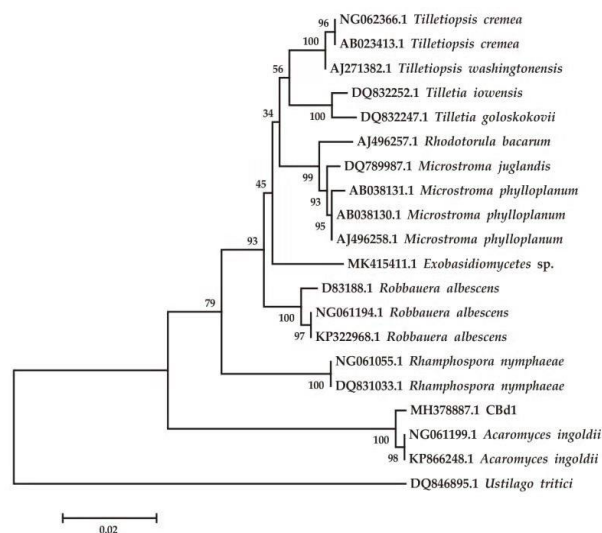 96
NG062366.1 Tilletiopsis cremea
100
AB023413.1 Tilletiopsis cremea
AJ271382.1 Tilletiopsis washingtonensis
56
DQ832252.1 Tilletia iowensis
100
DQ832247.1 Tilletia goloskokovii
34
AJ496257.1 Rhodotorula bacarum
99
DQ789987.1 Microstroma juglandis
93
AB038131.1 Microstroma phylloplanum
45
95
AB038130.1 Microstroma phylloplanum
AJ496258.1 Microstroma phylloplanum
93
MK415411.1 Exobasidiomycetes sp.
D83188.1 Robbauera albescens
79
100
NG061194.1 Robbauera albescens
97
KP322968.1 Robbauera albescens
NG061055.1 Rhamphospora nymphaeae
100
DQ831033.1 Rhamphospora nymphaeae
MH378887.1 CBd1
100
NG061199.1 Acaromyces ingoldii
98
KP866248.1 Acaromyces ingoldii
DQ846895.1 Ustilago tritici
0.02